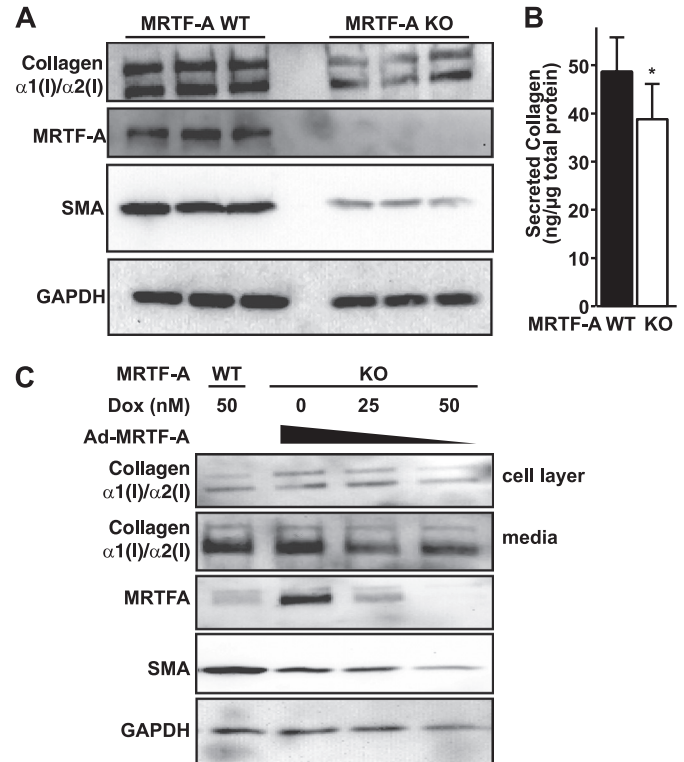 A
MRTF-A WT
MRTF-A KO
Collagen
α1(I)/α2(I)
MRTF-A
SMA
GAPDH
B
Secreted Collagen
(ng/µg total protein)
50
40
30
20
10
0
*
MRTF-A WT KO
C
MRTF-A WT KO
Dox (nM) 50 0 25 50
Ad-MRTF-A
Collagen
α1(I)/α2(I)
cell layer
Collagen
α1(I)/α2(I)
media
MRTFA
SMA
GAPDH